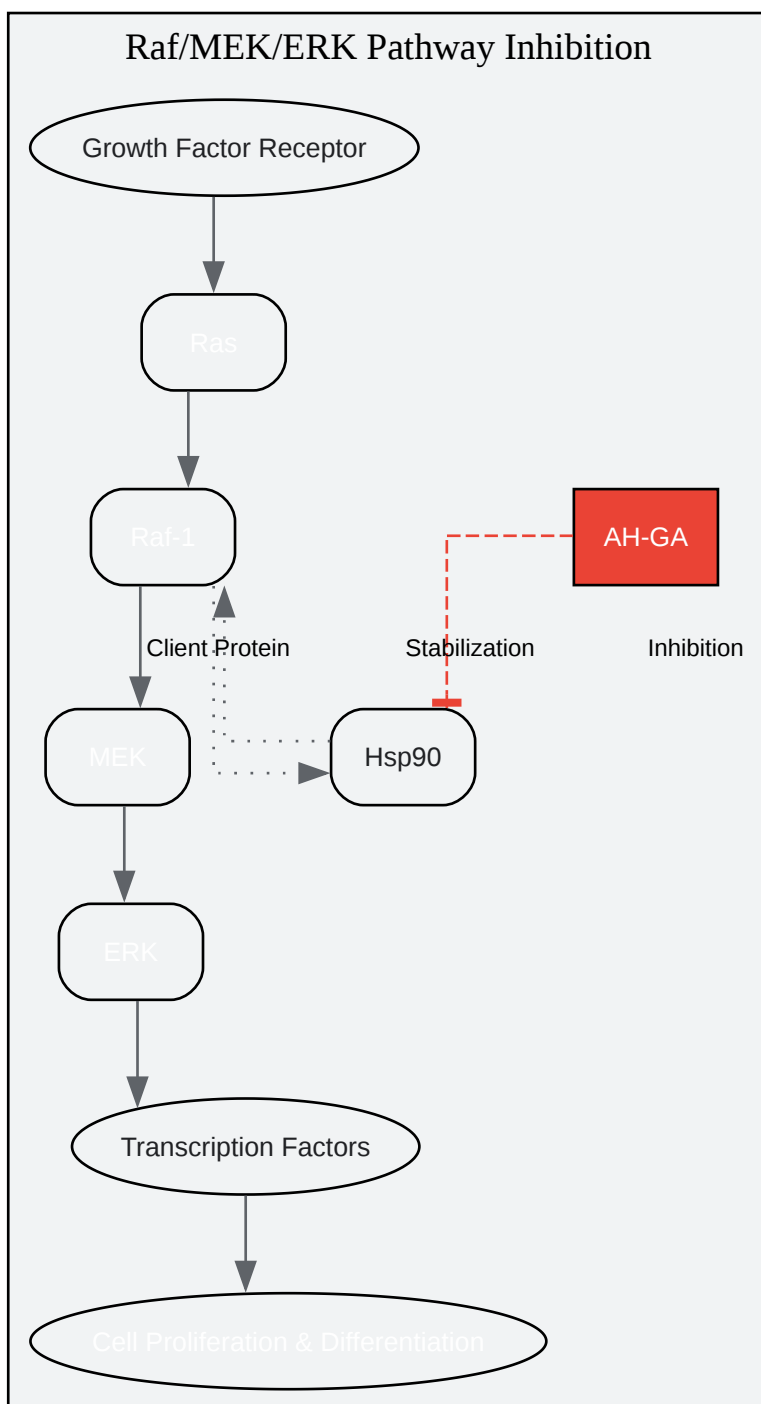 Raf/MEK/ERK Pathway Inhibition
Growth Factor Receptor
Ras
Raf-1
AH-GA
Client Protein
Stabilization
Inhibition
MEK
Hsp90
ERK
Transcription Factors
Cell Proliferation & Differentiation